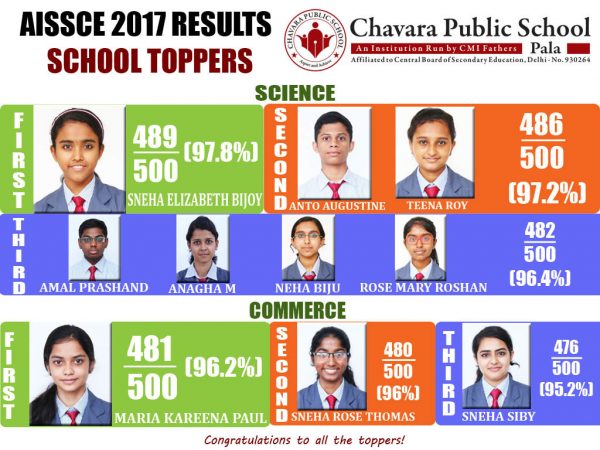 AISSCE 2017 RESULTS
SCHOOL TOPPERS
CHAVARA PUBLIC SCHOOL
Chavara Public School
An Institution Run by CMI Fathers
Pala
Affiliated to Central Board of Secondary Education, Delhi - No. 930264
SCIENCE
FIRST
489
500
(97.8%)
SNEHA ELIZABETH BIJOY
SECOND
ANTO AUGUSTINE
TEENA ROY
486
500
(97.2%)
THIRD
AMAL PRASHAND
ANAGHA M
NEHA BIJU
ROSE MARY ROSHAN
482
500
(96.4%)
COMMERCE
FIRST
481
500
(96.2%)
MARIA KAREENA PAUL
SECOND
SNEHA ROSE THOMAS
480
500
(96%)
THIRD
SNEHA SIBY
476
500
(95.2%)
Congratulations to all the toppers!